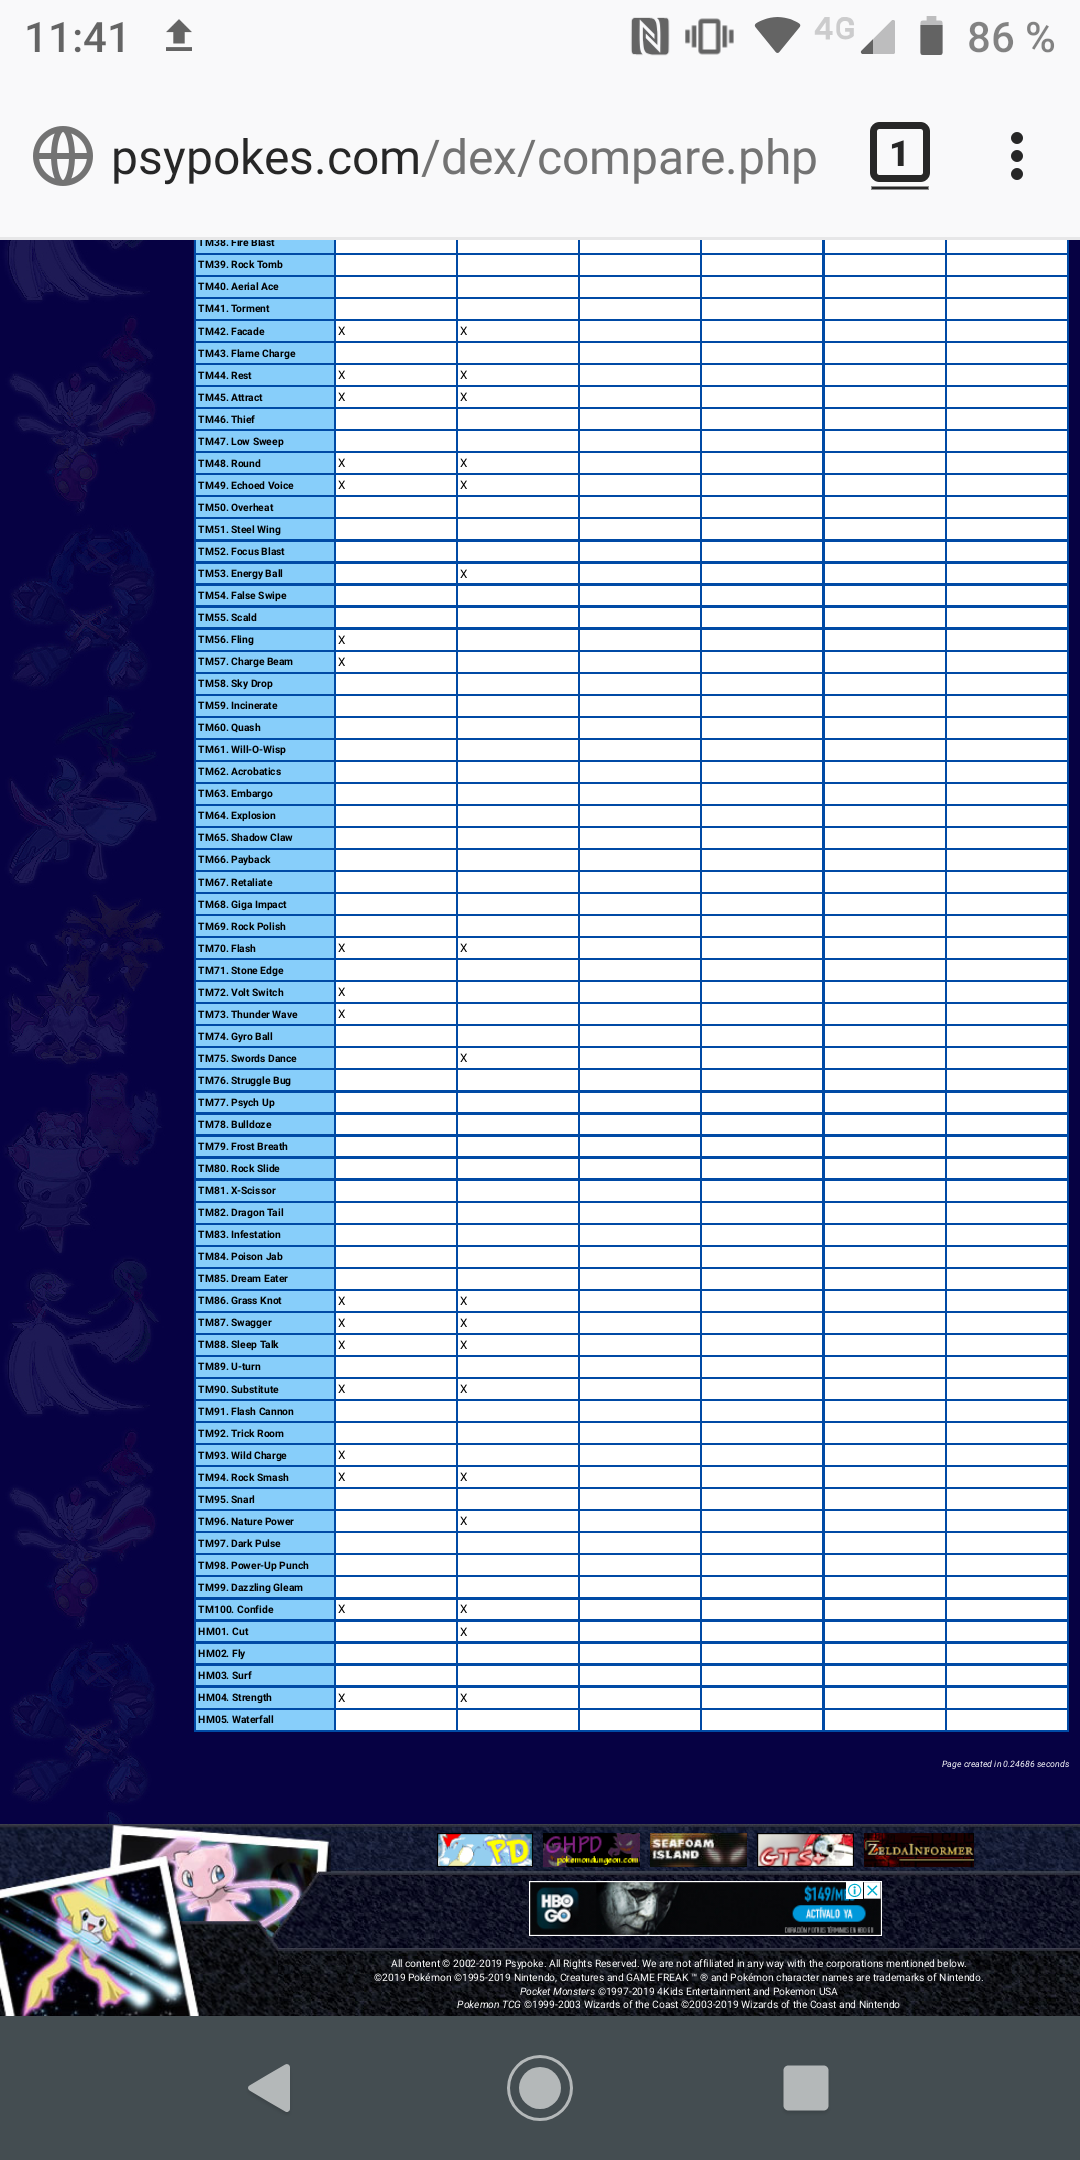 11:41 4G 86 %
psypokes.com/dex/compare.php 1
TM38. Fire Blast
TM39. Rock Tomb
TM40. Aerial Ace
TM41. Torment
TM42. Facade X X
TM43. Flame Charge
TM44. Rest X X
TM45. Attract X X
TM46. Thief
TM47. Low Sweep
TM48. Round X X
TM49. Echoed Voice X X
TM50. Overheat
TM51. Steel Wing
TM52. Focus Blast
TM53. Energy Ball X
TM54. False Swipe
TM55. Scald
TM56. Fling X
TM57. Charge Beam X
TM58. Sky Drop
TM59. Incinerate
TM60. Quash
TM61. Will-O-Wisp
TM62. Acrobatics
TM63. Embargo
TM64. Explosion
TM65. Shadow Claw
TM66. Payback
TM67. Retaliate
TM68. Giga Impact
TM69. Rock Polish
TM70. Flash X X
TM71. Stone Edge
TM72. Volt Switch X
TM73. Thunder Wave X
TM74. Gyro Ball
TM75. Swords Dance X
TM76. Struggle Bug
TM77. Psych Up
TM78. Bulldoze
TM79. Frost Breath
TM80. Rock Slide
TM81. X-Scissor
TM82. Dragon Tail
TM83. Infestation
TM84. Poison Jab
TM85. Dream Eater
TM86. Grass Knot X X
TM87. Swagger X X
TM88. Sleep Talk X X
TM89. U-turn
TM90. Substitute X X
TM91. Flash Cannon
TM92. Trick Room
TM93. Wild Charge X
TM94. Rock Smash X X
TM95. Snarl
TM96. Nature Power X
TM97. Dark Pulse
TM98. Power-Up Punch
TM99. Dazzling Gleam
TM100. Confide X X
HM01. Cut X
HM02. Fly
HM03. Surf
HM04. Strength X X
HM05. Waterfall
Page created in 0.24686 seconds
PD GHPD pokemondungeon.com SEAFOAM ISLAND GTS+ ZELDAINFORMER
HBO GO $149/M
ACTÍVALO YA
DURACIÓN Y OTROS TÉRMINOS EN HBO GO
All content © 2002-2019 Psypoke. All Rights Reserved. We are not affiliated in any way with the corporations mentioned below.
©2019 Pokémon ©1995-2019 Nintendo, Creatures and GAME FREAK ™ ® and Pokémon character names are trademarks of Nintendo.
Pocket Monsters ©1997-2019 4Kids Entertainment and Pokemon USA
Pokemon TCG ©1999-2003 Wizards of the Coast ©2003-2019 Wizards of the Coast and Nintendo